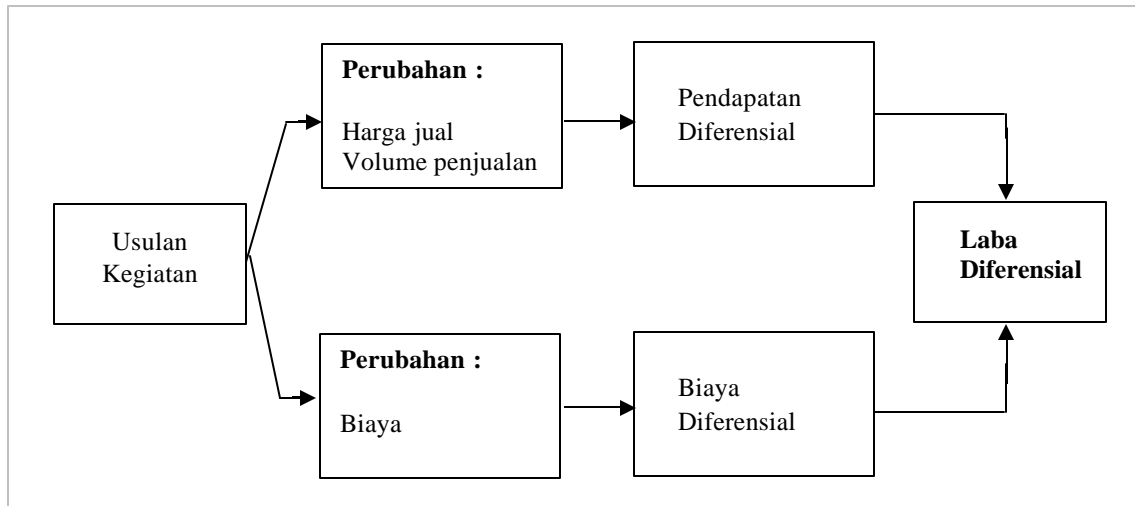 Usulan
Kegiatan
Perubahan :
Harga jual
Volume penjualan
Pendapatan
Diferensial
Perubahan :
Biaya
Biaya
Diferensial
Laba
Diferensial